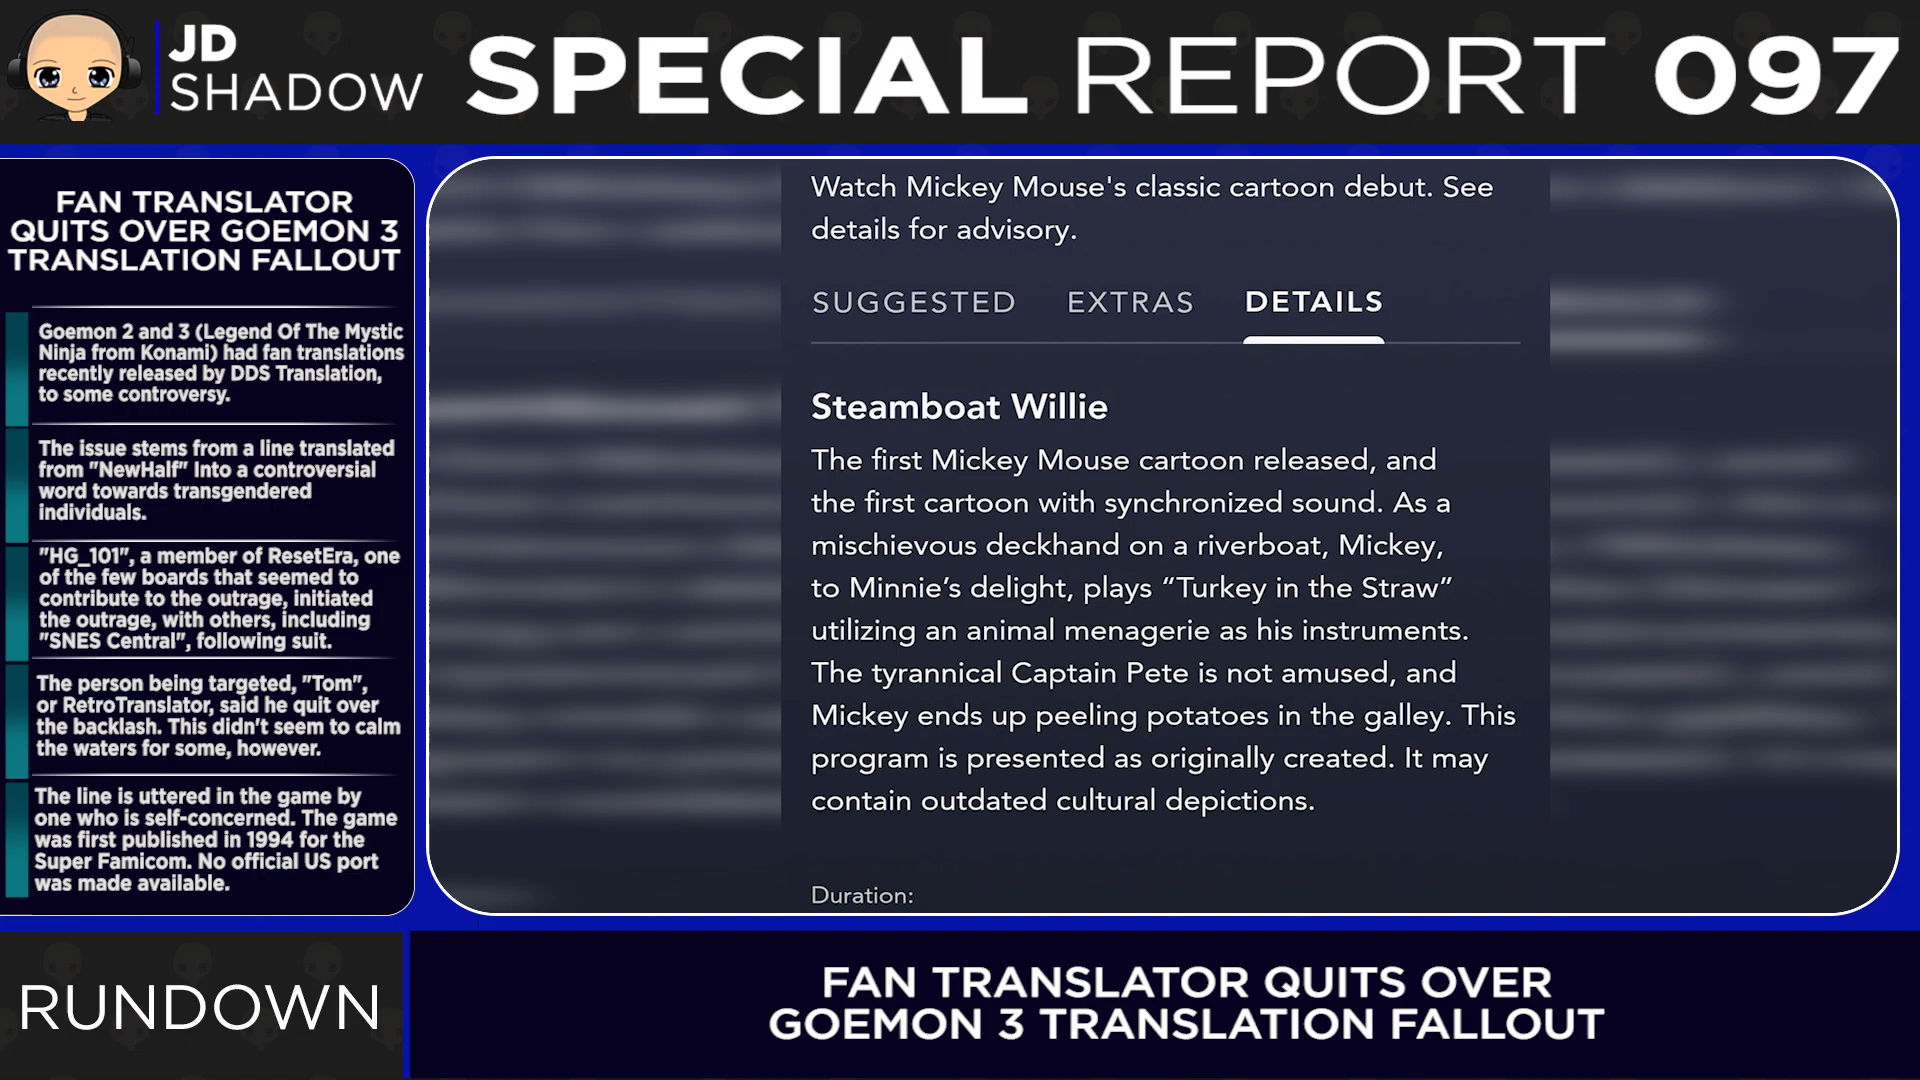 JD
SHADOW
SPECIAL REPORT 097
FAN TRANSLATOR
QUITS OVER GOEMON 3
TRANSLATION FALLOUT
Goemon 2 and 3 (Legend Of The Mystic
Ninja from Konami) had fan translations
recently released by DDS Translation,
to some controversy.
The issue stems from a line translated
from "NewHalf" Into a controversial
word towards transgendered
individuals.
"HG_101", a member of ResetEra, one
of the few boards that seemed to
contribute to the outrage, initiated
the outrage, with others, including
"SNES Central", following suit.
The person being targeted, "Tom",
or RetroTranslator, said he quit over
the backlash. This didn't seem to calm
the waters for some, however.
The line is uttered in the game by
one who is self-concerned. The game
was first published in 1994 for the
Super Famicom. No official US port
was made available.
Watch Mickey Mouse's classic cartoon debut. See
details for advisory.
SUGGESTED EXTRAS DETAILS
Steamboat Willie
The first Mickey Mouse cartoon released, and
the first cartoon with synchronized sound. As a
mischievous deckhand on a riverboat, Mickey,
to Minnie’s delight, plays “Turkey in the Straw”
utilizing an animal menagerie as his instruments.
The tyrannical Captain Pete is not amused, and
Mickey ends up peeling potatoes in the galley. This
program is presented as originally created. It may
contain outdated cultural depictions.
Duration:
RUNDOWN
FAN TRANSLATOR QUITS OVER
GOEMON 3 TRANSLATION FALLOUT